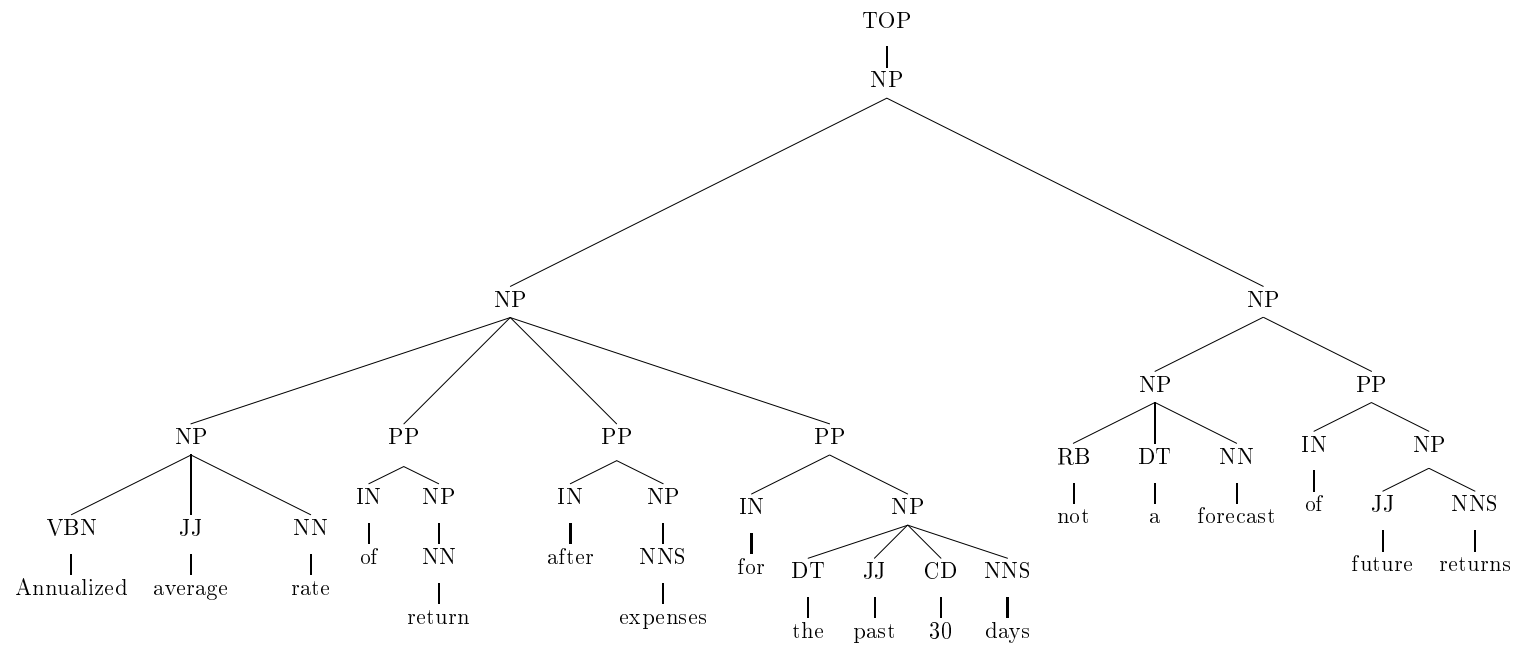 TOP
NP
NP NP
NP PP
NP PP PP PP
IN NP
RB DT NN
IN NP IN NP IN NP
JJ NNS
not a forecast of
VBN JJ NN
of NN after NNS for
future returns
DT JJ CD NNS
Annualized average rate
return expenses
the past 30 days